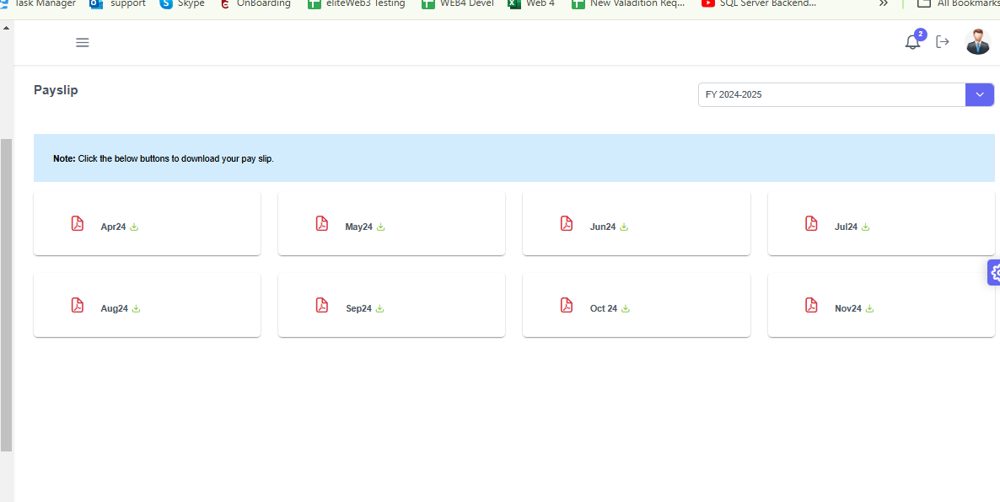 Task Manager support Skype OnBoarding eliteWeb3 Testing WEB4 Devel Web 4 New Valadition Req... SQL Server Backend... » All Bookmarks
2
Payslip
FY 2024-2025
Note: Click the below buttons to download your pay slip.
Apr24 May24 Jun24 Jul24
Aug24 Sep24 Oct 24 Nov24